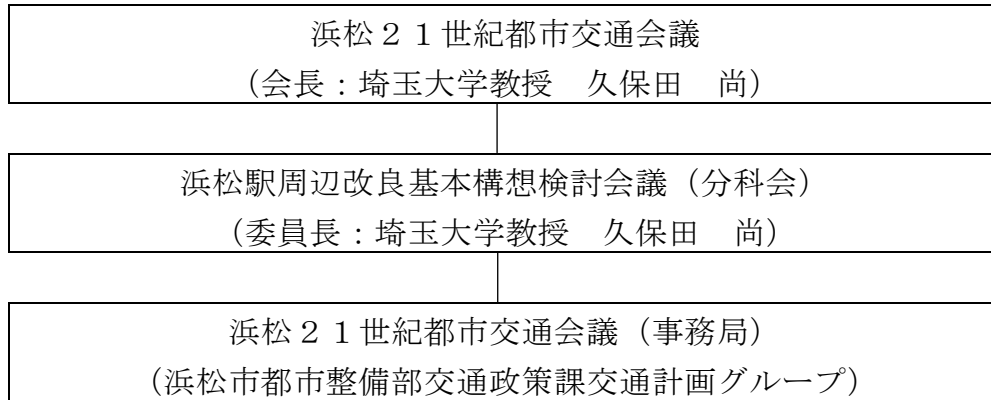 浜松２１世紀都市交通会議
（会長：埼玉大学教授　久保田　尚）
浜松駅周辺改良基本構想検討会議（分科会）
（委員長：埼玉大学教授　久保田　尚）
浜松２１世紀都市交通会議（事務局）
（浜松市都市整備部交通政策課交通計画グループ）